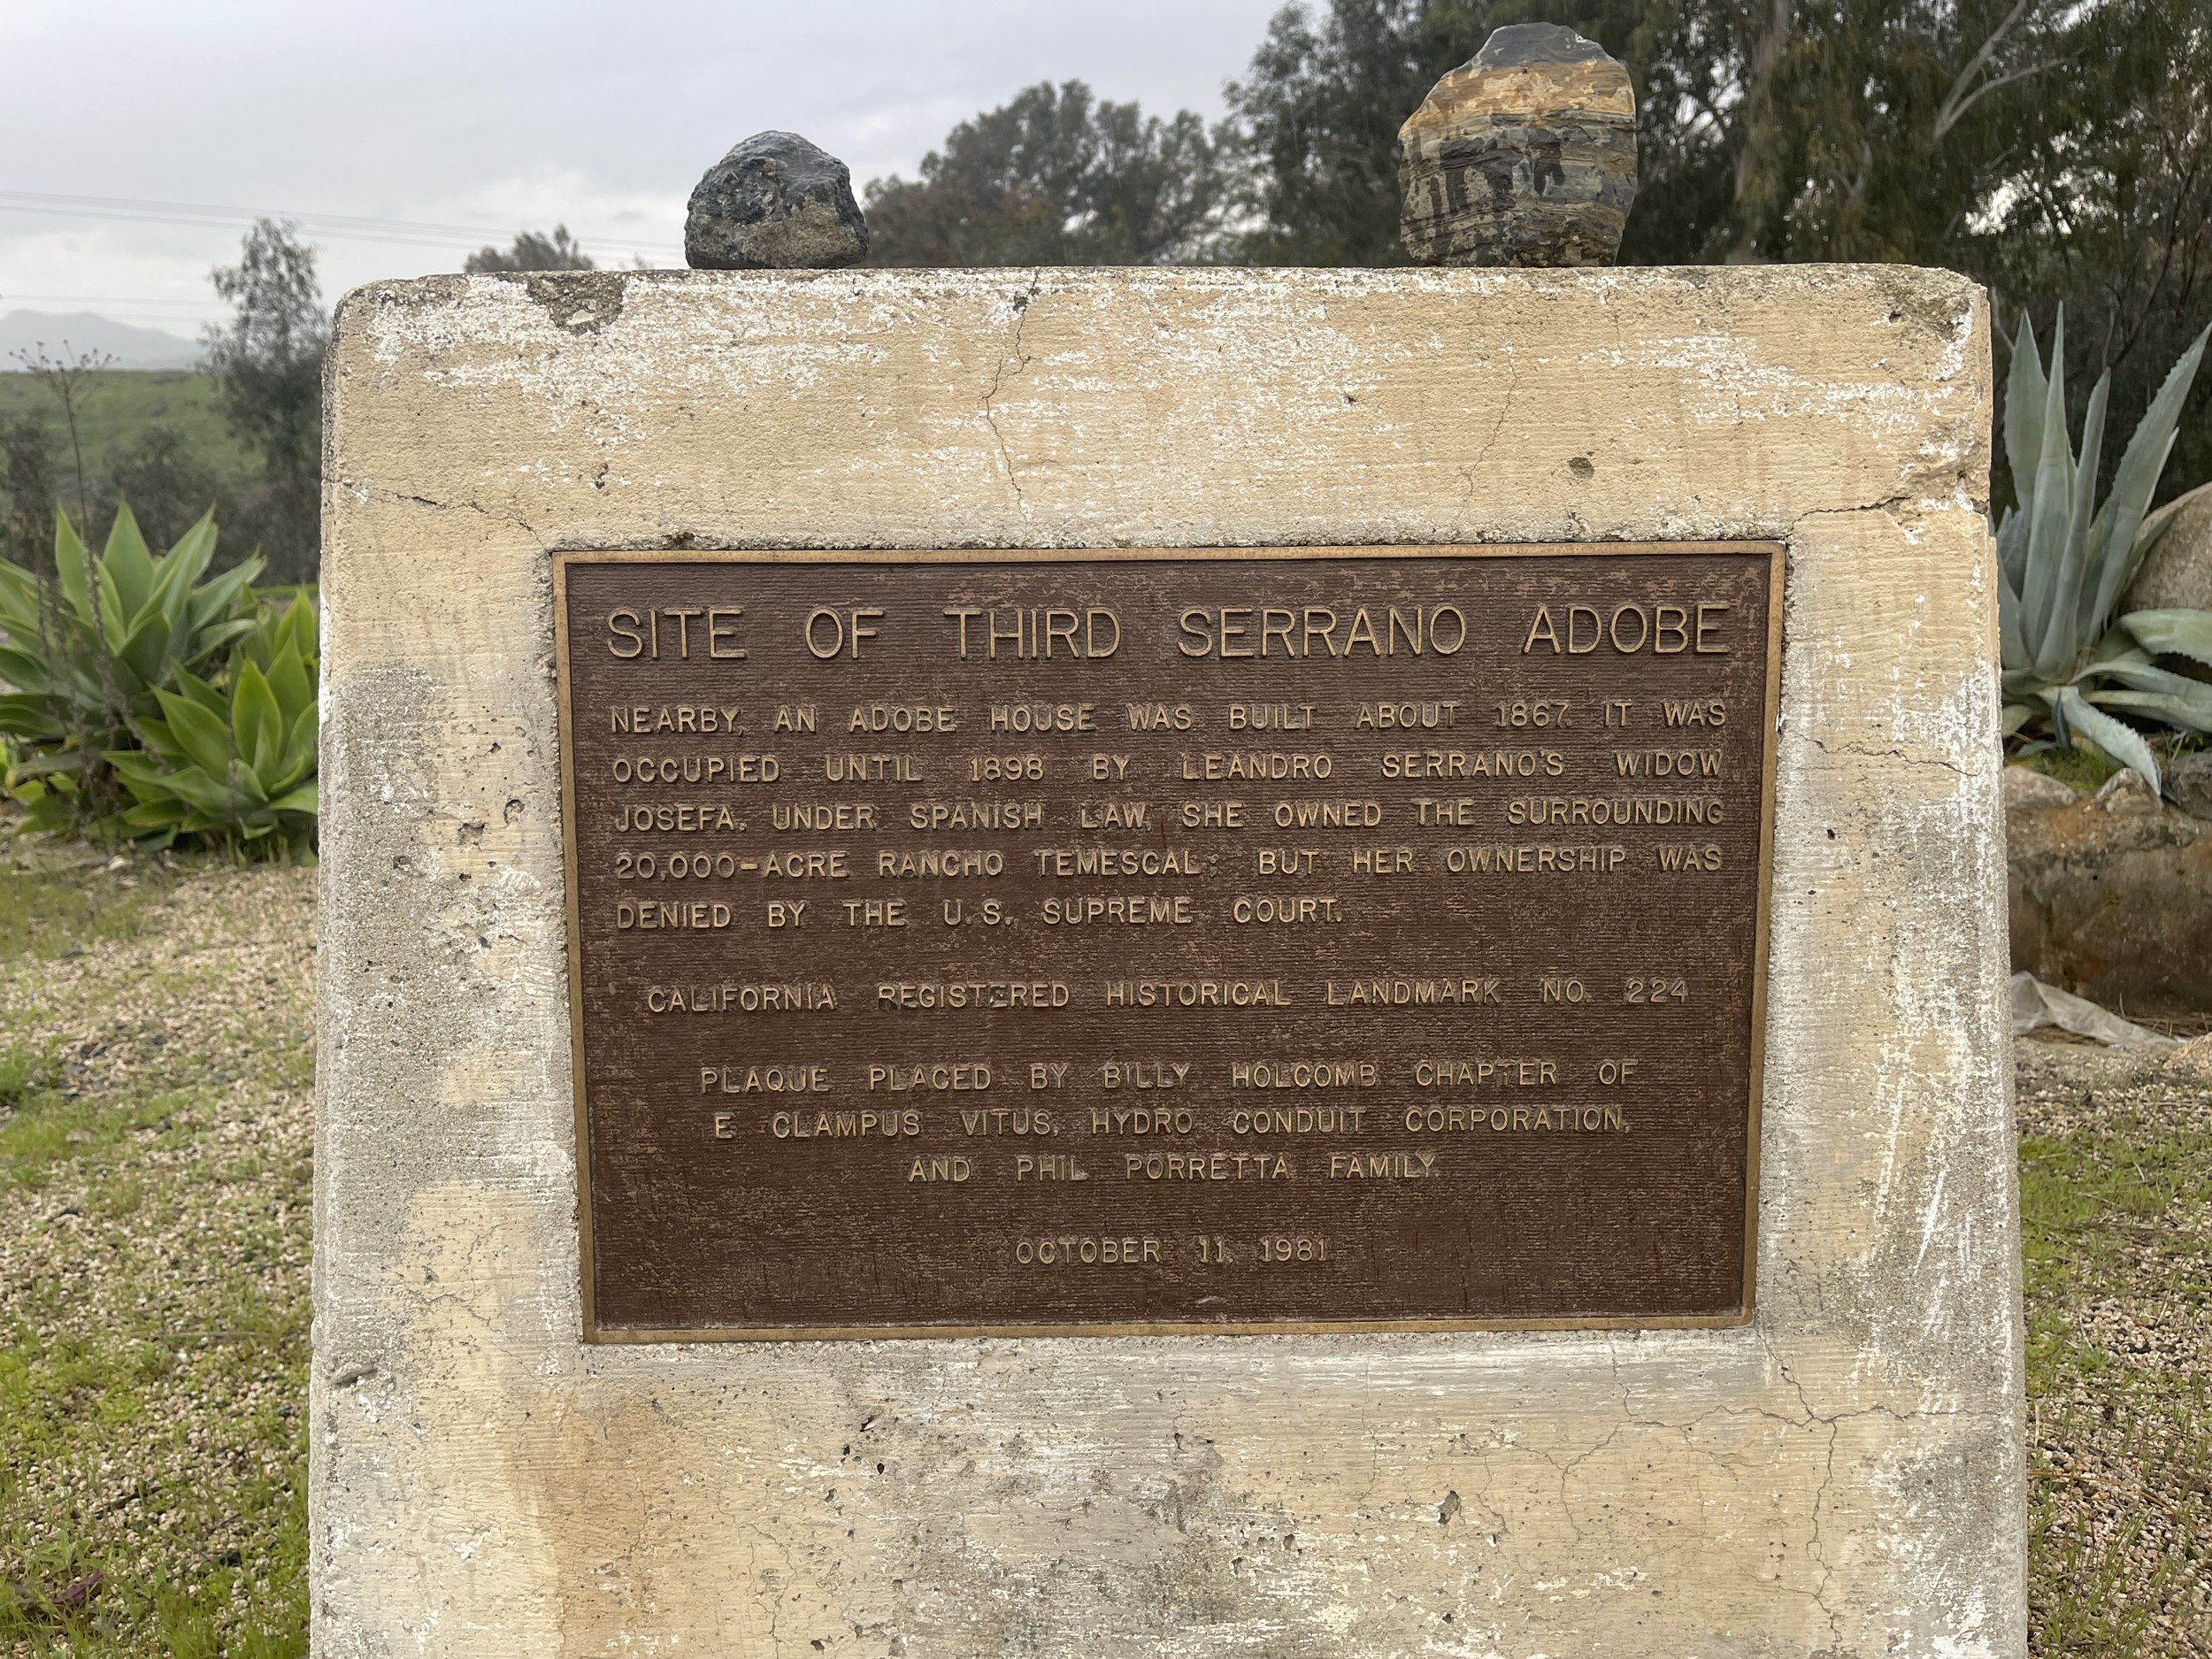 SITE OF THIRD SERRANO ADOBE
NEARBY, AN ADOBE HOUSE WAS BUILT ABOUT 1867. IT WAS
OCCUPIED UNTIL 1898 BY LEANDRO SERRANO'S WIDOW
JOSEFA. UNDER SPANISH LAW, SHE OWNED THE SURROUNDING
20,000-ACRE RANCHO TEMESCAL; BUT HER OWNERSHIP WAS
DENIED BY THE U.S. SUPREME COURT.
CALIFORNIA REGISTERED HISTORICAL LANDMARK NO. 224
PLAQUE PLACED BY BILLY HOLCOMB CHAPTER OF
E CLAMPUS VITUS, HYDRO CONDUIT CORPORATION,
AND PHIL PORRETTA FAMILY.
OCTOBER 11, 1981